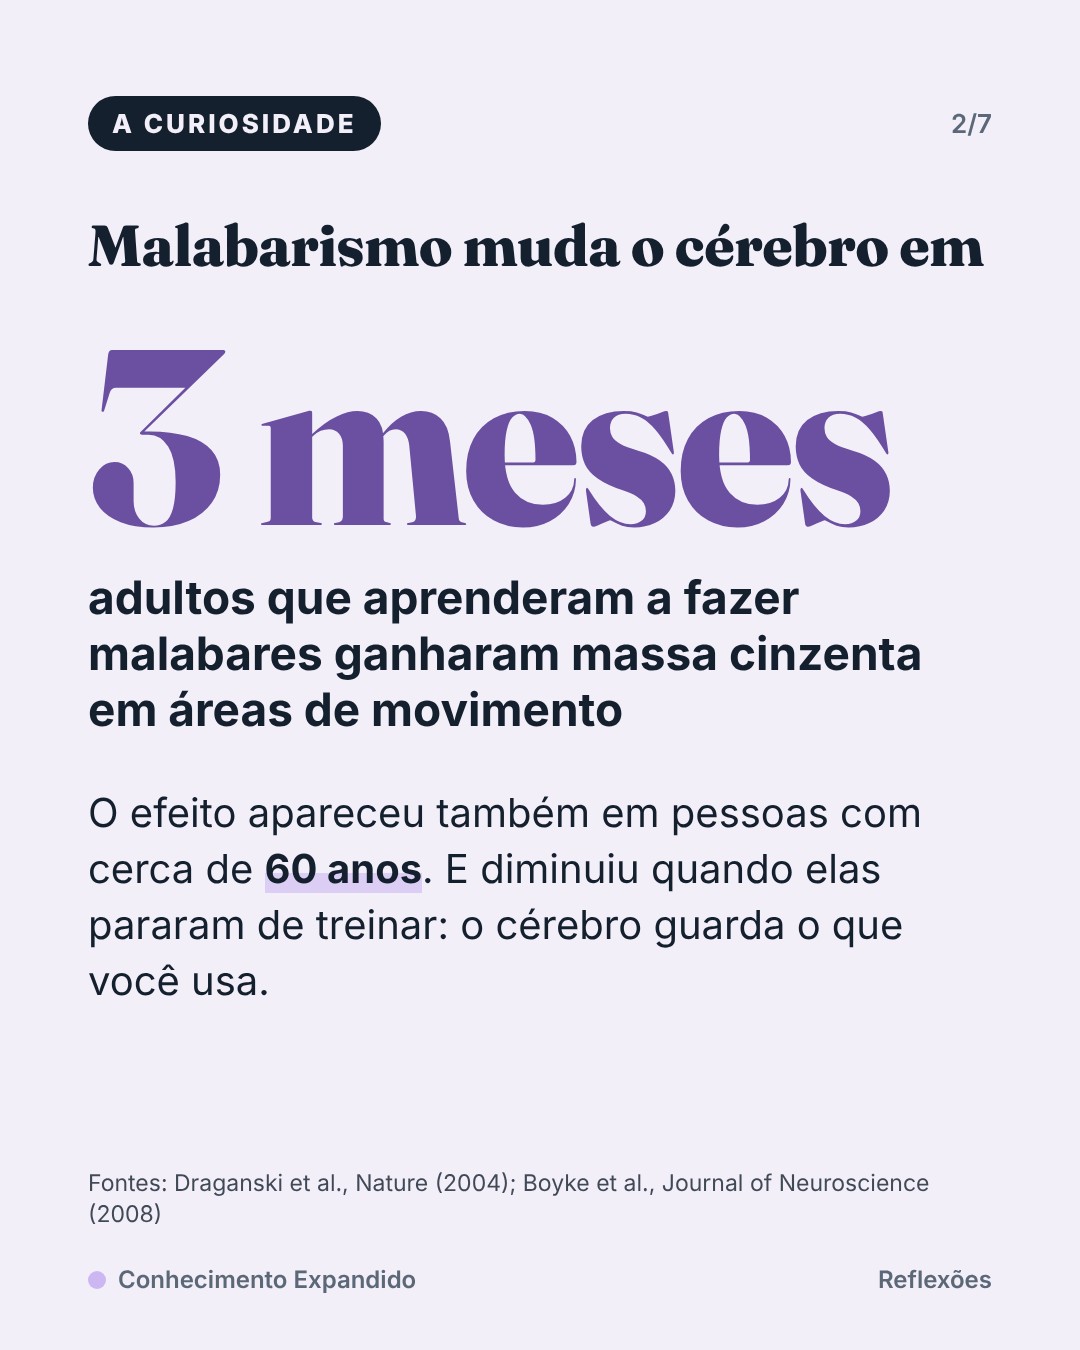 A CURIOSIDADE
2/7
Malabarismo muda o cérebro em
3 meses
adultos que aprenderam a fazer
malabares ganharam massa cinzenta
em áreas de movimento
O efeito apareceu também em pessoas com
cerca de 60 anos. E diminuiu quando elas
pararam de treinar: o cérebro guarda o que
você usa.
Fontes: Draganski et al., Nature (2004); Boyke et al., Journal of Neuroscience
(2008)
Conhecimento Expandido
Reflexões